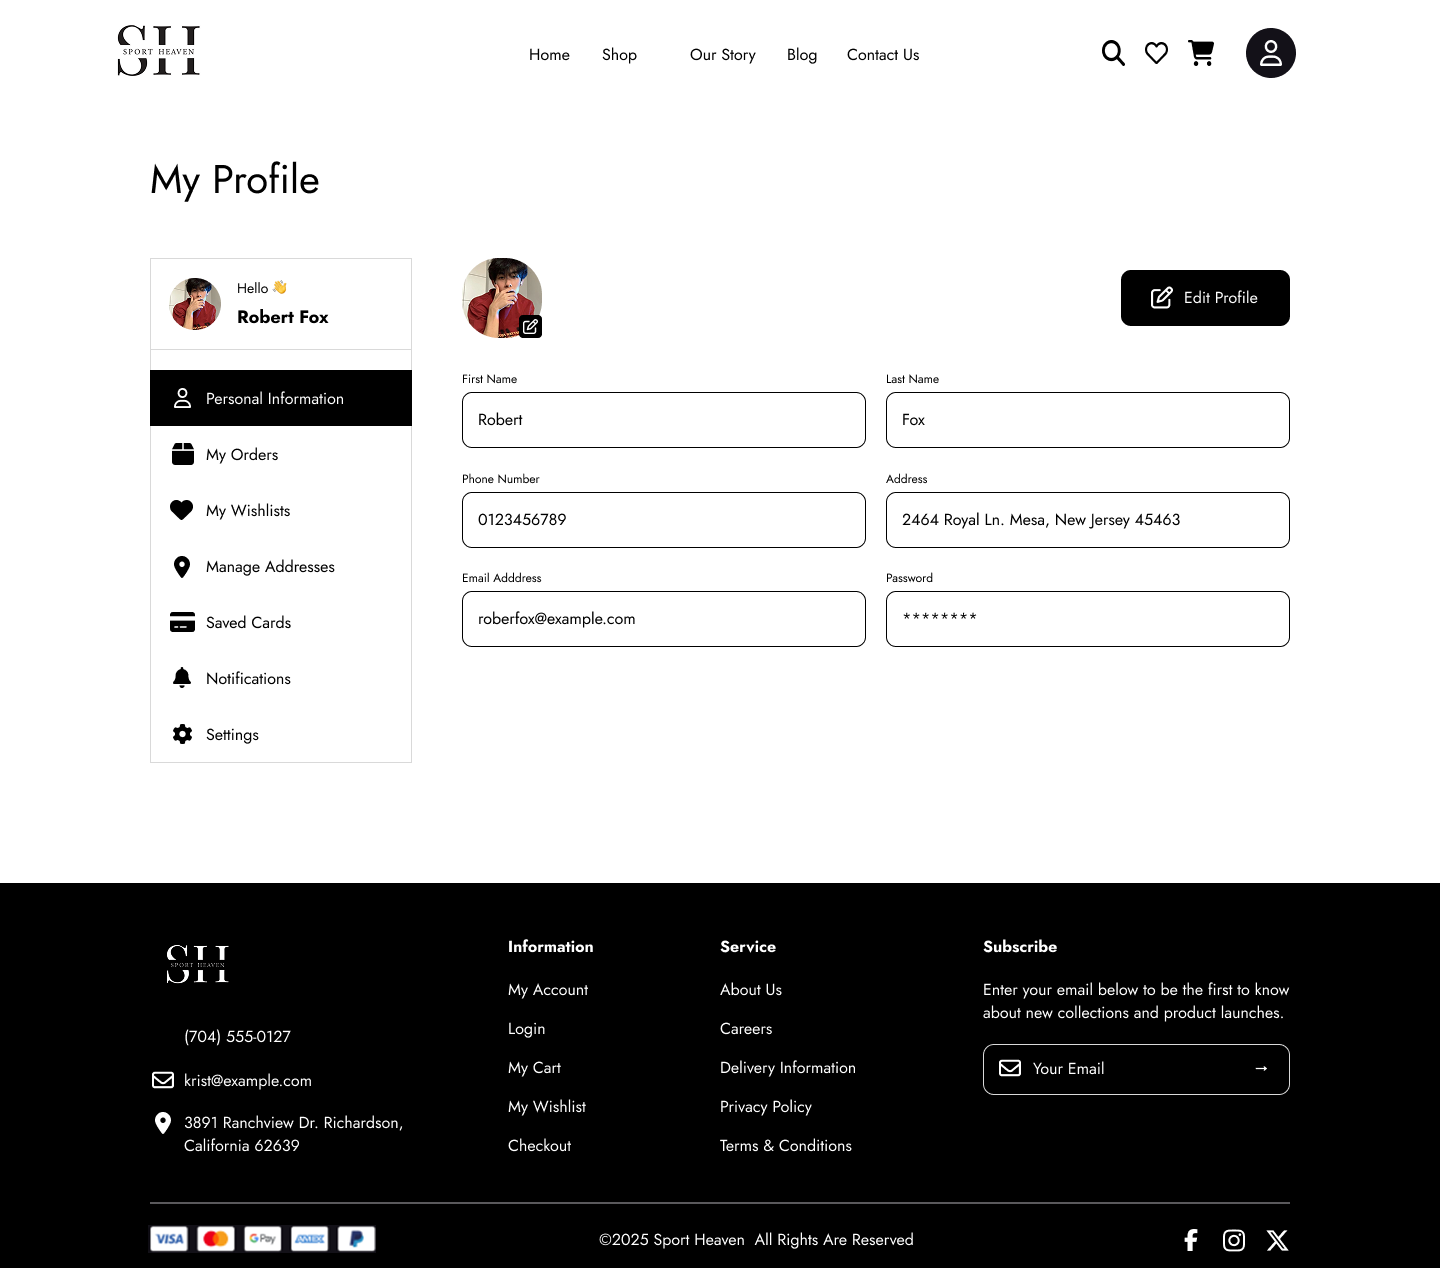 SH
SPORT HEAVEN
Home Shop Our Story Blog Contact Us
My Profile
Hello 👋
Robert Fox
Personal Information
My Orders
My Wishlists
Manage Addresses
Saved Cards
Notifications
Settings
Edit Profile
First Name
Robert
Last Name
Fox
Phone Number
0123456789
Address
2464 Royal Ln. Mesa, New Jersey 45463
Email Adddress
roberfox@example.com
Password
********
SH
SPORT HEAVEN
(704) 555-0127
krist@example.com
3891 Ranchview Dr. Richardson,
California 62639
Information
My Account
Login
My Cart
My Wishlist
Checkout
Service
About Us
Careers
Delivery Information
Privacy Policy
Terms & Conditions
Subscribe
Enter your email below to be the first to know
about new collections and product launches.
Your Email →
VISA G Pay AMEX
©2025 Sport Heaven All Rights Are Reserved